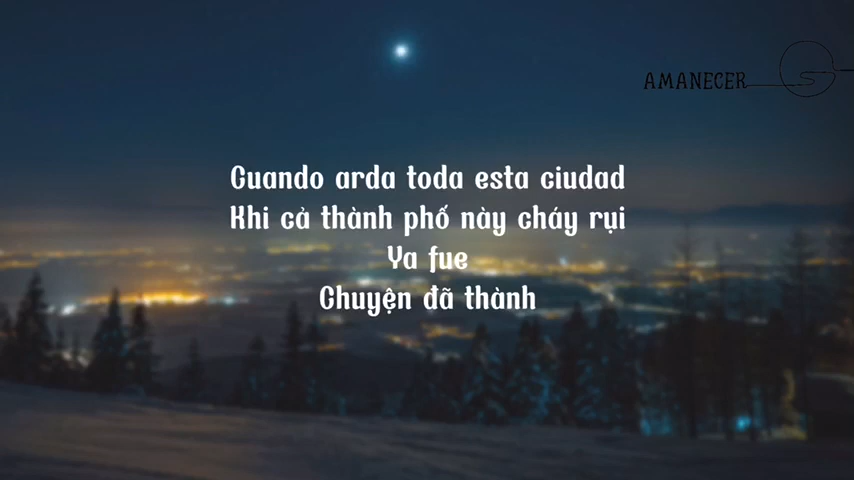 AMANECER
Cuando arda toda esta ciudad
Khi cả thành phố này cháy rụi
Ya fue
Chuyện đã thành